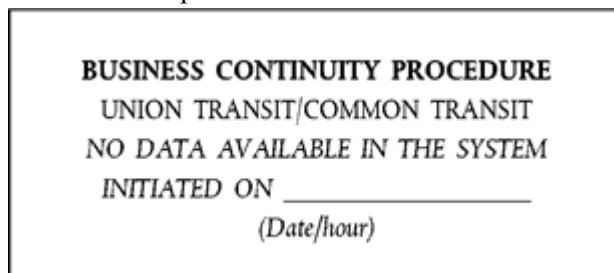 BUSINESS CONTINUITY PROCEDURE
UNION TRANSIT/COMMON TRANSIT
NO DATA AVAILABLE IN THE SYSTEM
INITIATED ON ____________________
(Date/hour)